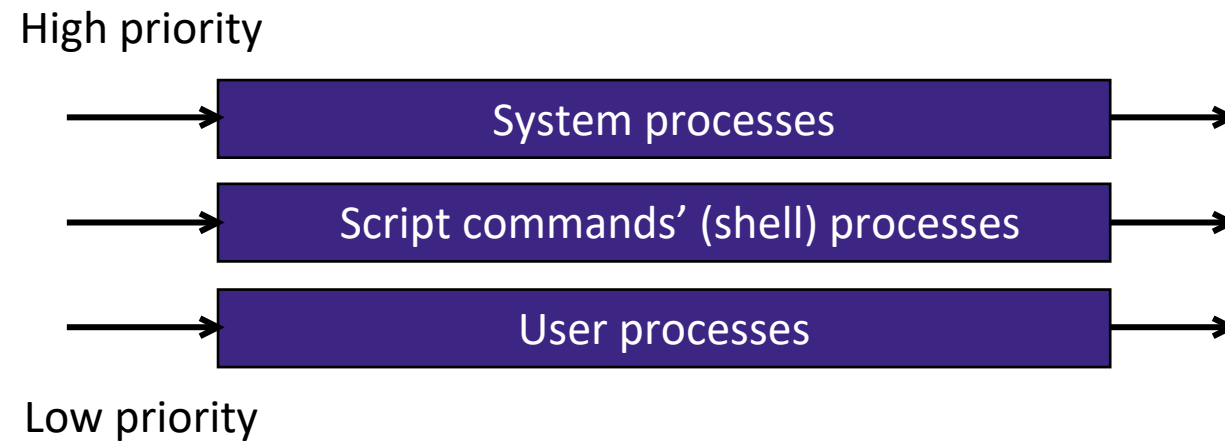 High priority
System processes
Script commands’ (shell) processes
User processes
Low priority